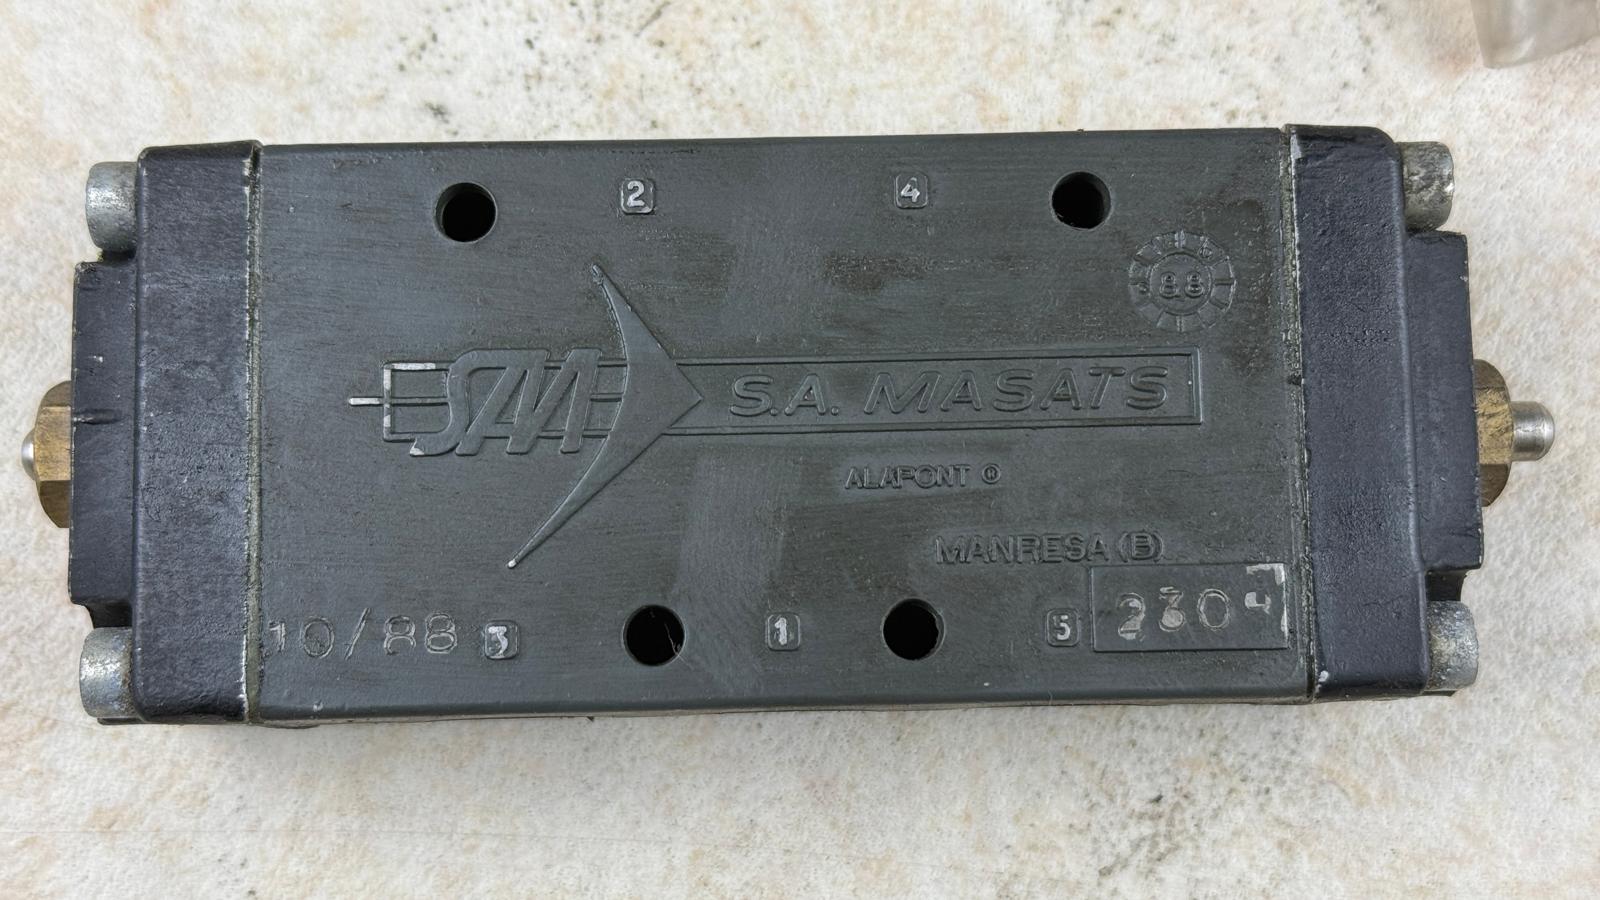 2 4
88
SAM S.A. MASATS
ALAPONT ®
MANRESA (B)
10/88 3 1 5 2304